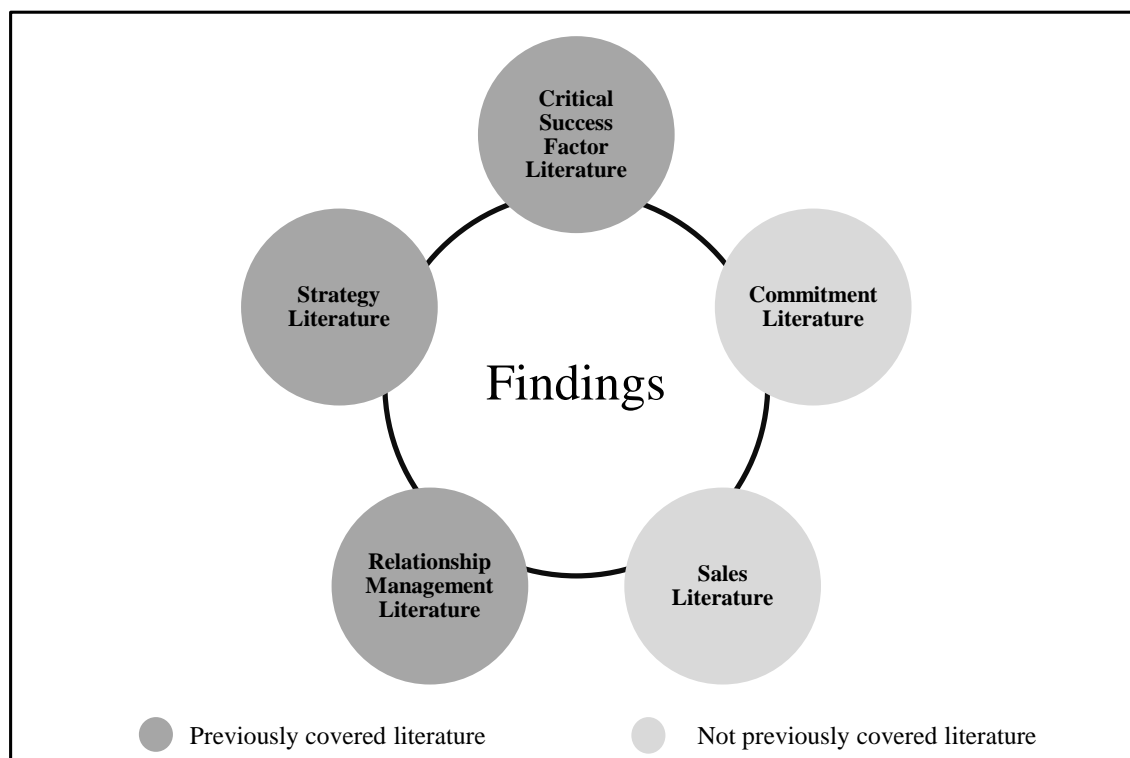 Critical
Success
Factor
Literature
Strategy
Literature
Commitment
Literature
Findings
Relationship
Management
Literature
Sales
Literature
Previously covered literature
Not previously covered literature